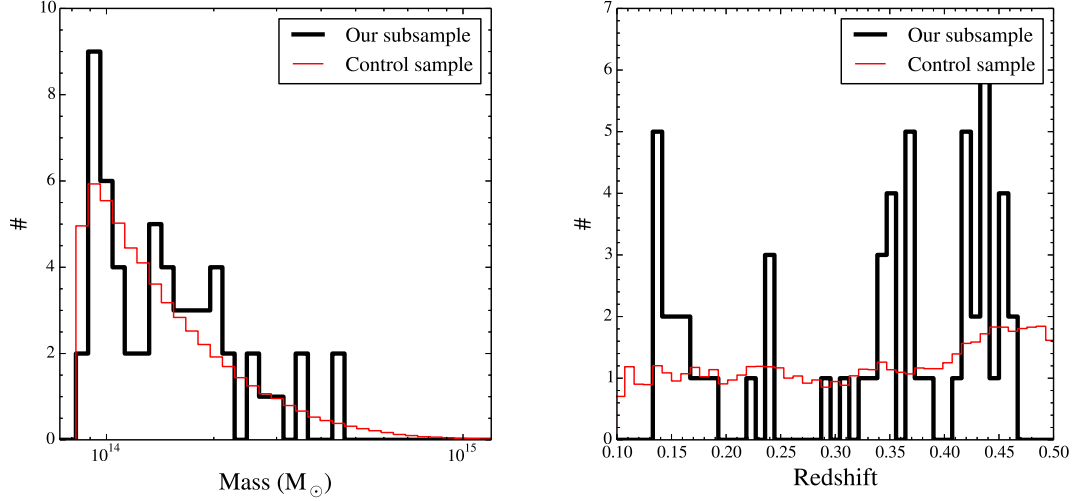 10
8
6
4
2
0
#
10^14
10^15
Mass (M_⊙)
Our subsample
Control sample
7
6
5
4
3
2
1
0
#
0.10 0.15 0.20 0.25 0.30 0.35 0.40 0.45 0.50
Redshift
Our subsample
Control sample